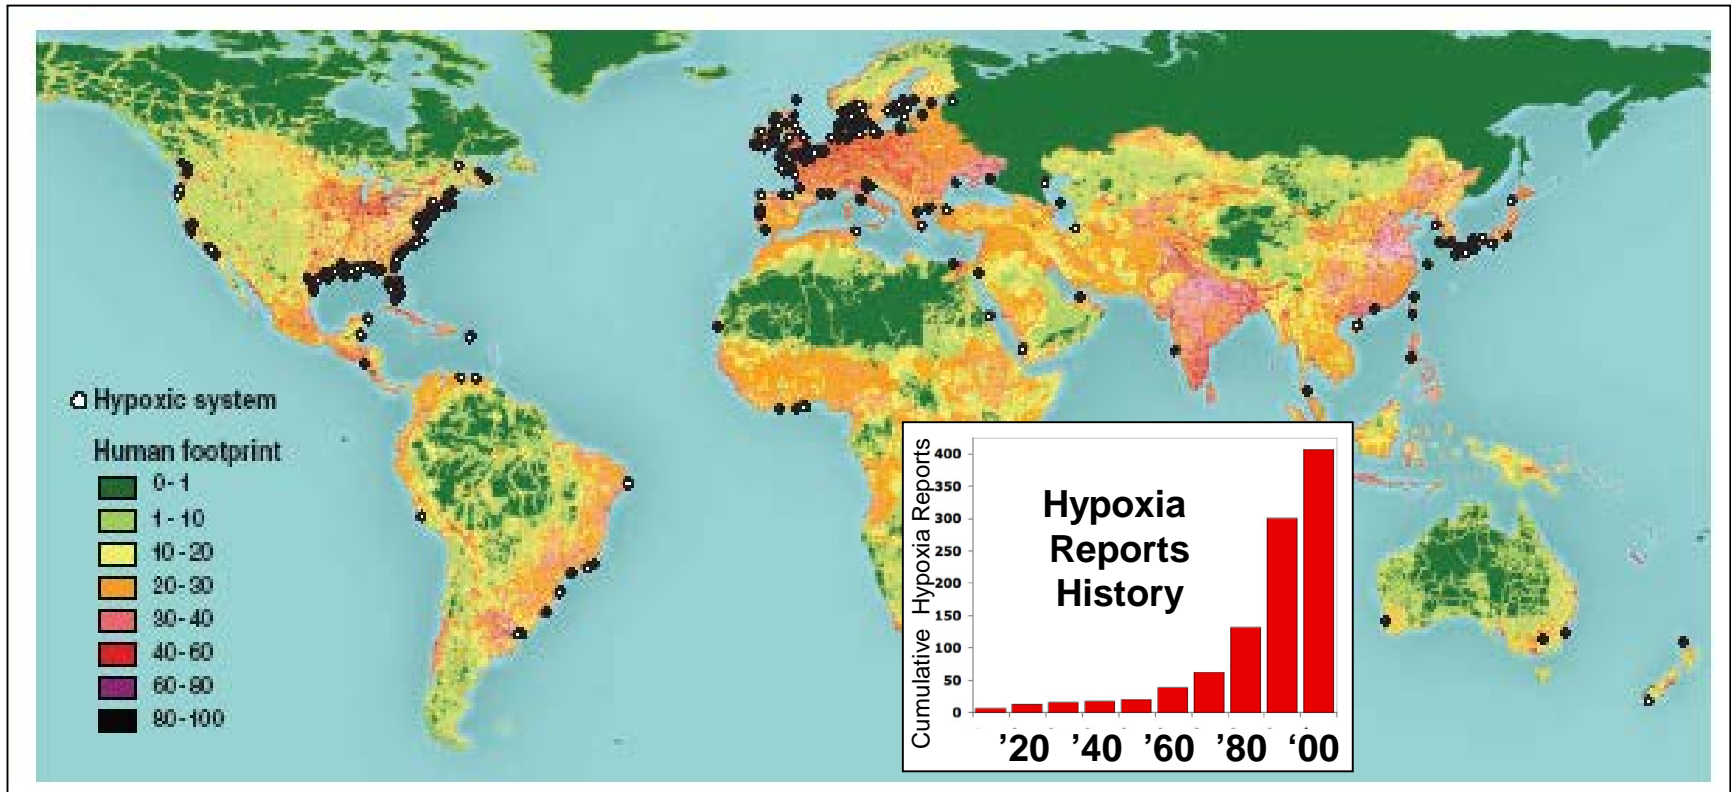 Hypoxic system
Human footprint
0 - 1
1 - 10
10 - 20
20 - 30
30 - 40
40 - 60
60 - 80
80 - 100
Cumulative Hypoxia Reports
400
350
300
250
200
150
100
50
0
Hypoxia
Reports
History
’20 ’40 ’60 ’80 ‘00